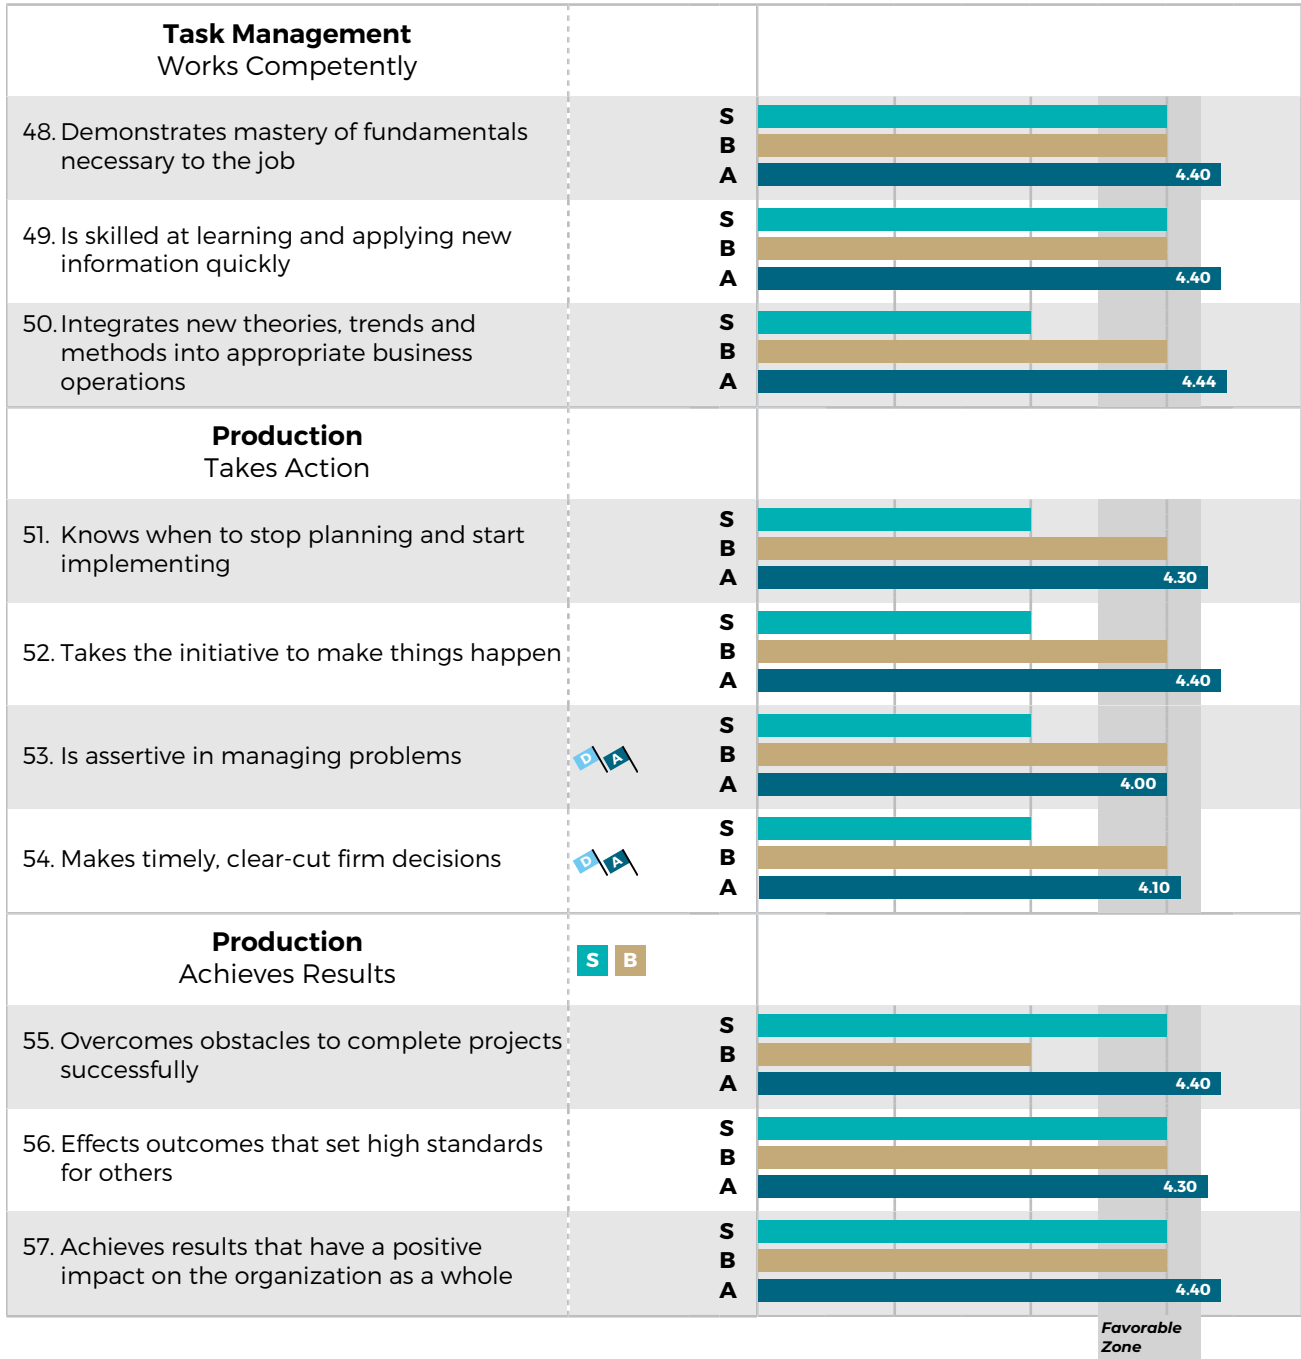 Task Management
Works Competently
48. Demonstrates mastery of fundamentals
necessary to the job
S
B
A
4.40
49. Is skilled at learning and applying new
information quickly
S
B
A
4.40
50. Integrates new theories, trends and
methods into appropriate business
operations
S
B
A
4.44
Production
Takes Action
51. Knows when to stop planning and start
implementing
S
B
A
4.30
52. Takes the initiative to make things happen
S
B
A
4.40
53. Is assertive in managing problems
D A
S
B
A
4.00
54. Makes timely, clear-cut firm decisions
D A
S
B
A
4.10
Production
Achieves Results
S B
55. Overcomes obstacles to complete projects
successfully
S
B
A
4.40
56. Effects outcomes that set high standards
for others
S
B
A
4.30
57. Achieves results that have a positive
impact on the organization as a whole
S
B
A
4.40
Favorable
Zone